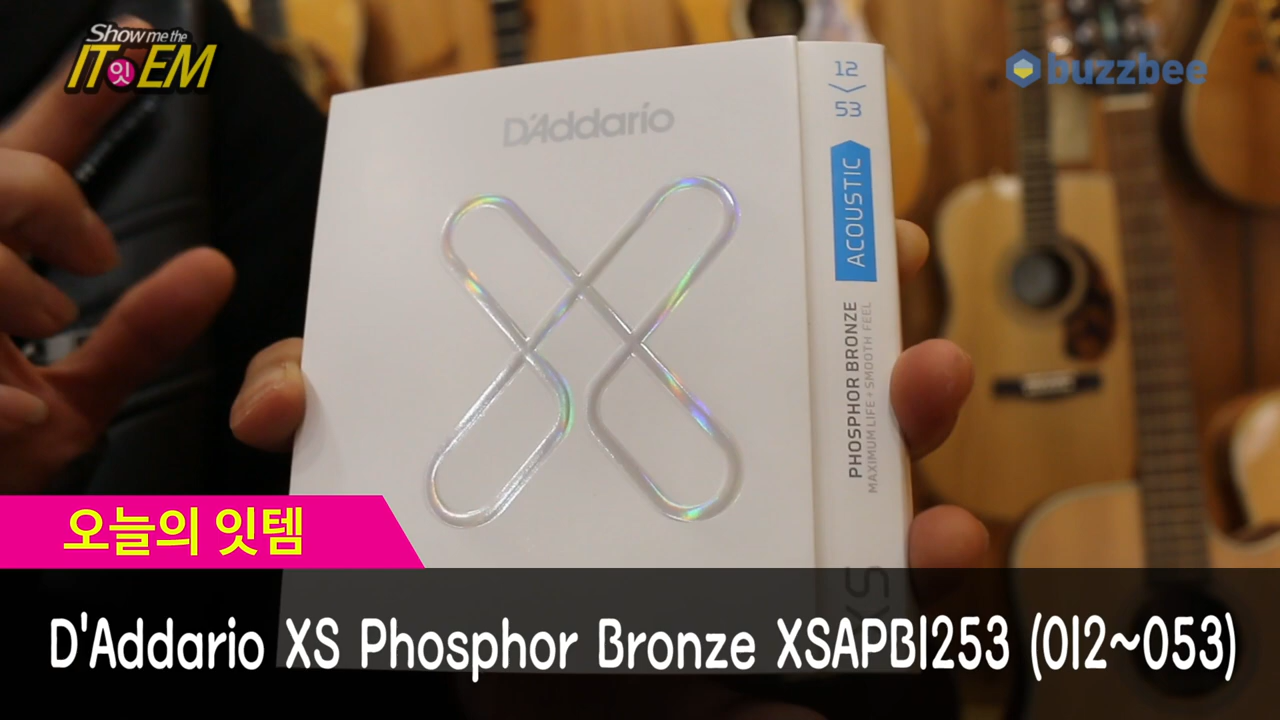 Show me the
IT잇EM
buzzbee
D'Addario
12
53
ACOUSTIC
PHOSPHOR BRONZE
MAXIMUM LIFE + SMOOTH FEEL
XS
오늘의 잇템
D'Addario XS Phosphor Bronze XSAPB1253 (012~053)